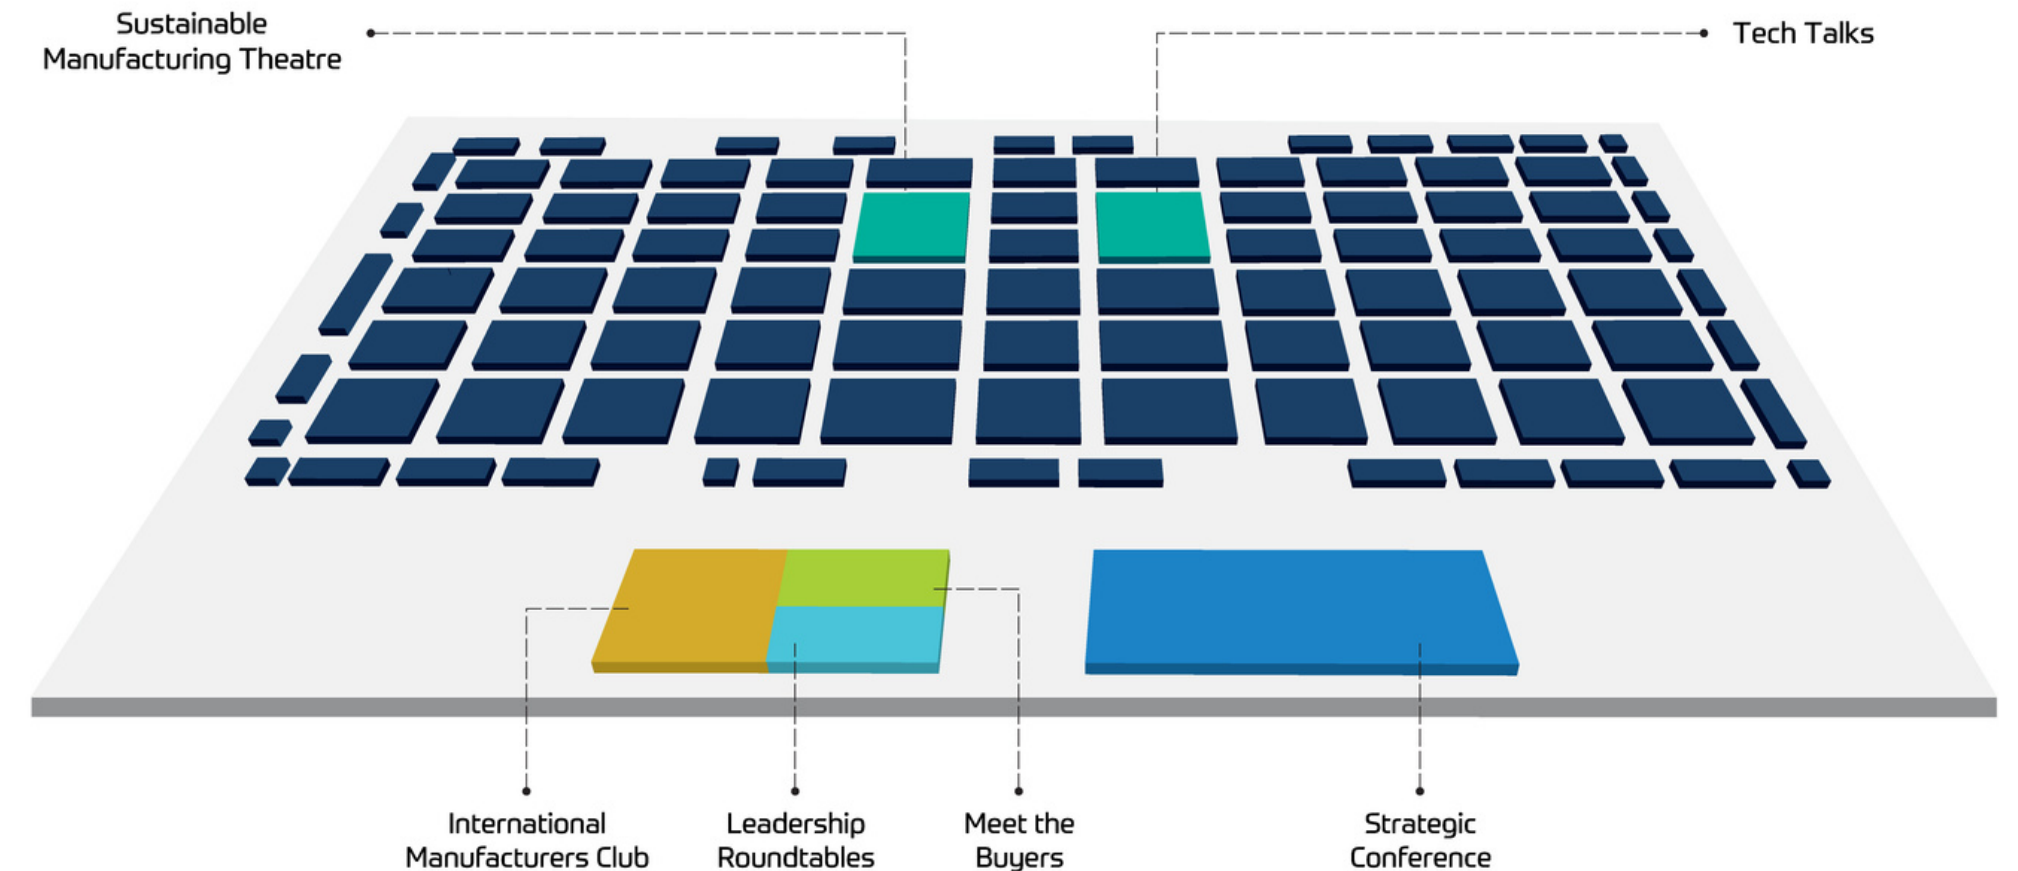 Sustainable
Manufacturing Theatre
Tech Talks
International
Manufacturers Club
Leadership
Roundtables
Meet the
Buyers
Strategic
Conference